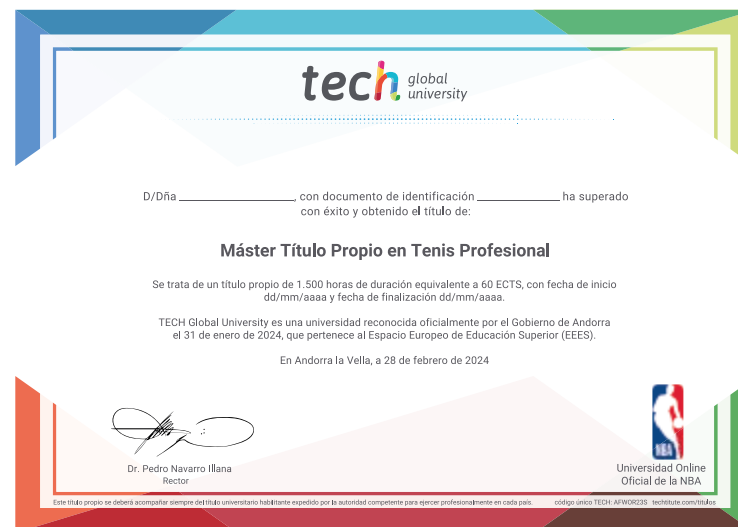 tech global university
D/Dña ____________, con documento de identificación ____________ ha superado
con éxito y obtenido el título de:
Máster Título Propio en Tenis Profesional
Se trata de un título propio de 1.500 horas de duración equivalente a 60 ECTS, con fecha de inicio
dd/mm/aaaa y fecha de finalización dd/mm/aaaa.
TECH Global University es una universidad reconocida oficialmente por el Gobierno de Andorra
el 31 de enero de 2024, que pertenece al Espacio Europeo de Educación Superior (EEES).
En Andorra la Vella, a 28 de febrero de 2024
Dr. Pedro Navarro Illana
Rector
NBA
Universidad Online
Oficial de la NBA
Este título propio se deberá acompañar siempre del título universitario habilitante expedido por la autoridad competente para ejercer profesionalmente en cada país.
código único TECH: AFWOR23S techtitute.com/titulos